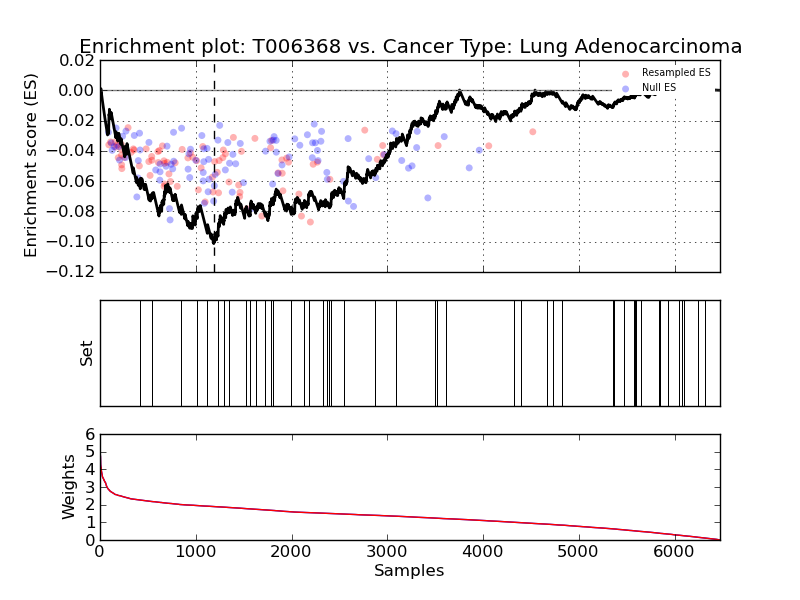 Enrichment plot: T006368 vs. Cancer Type: Lung Adenocarcinoma
0.02
0.00
−0.02
−0.04
−0.06
−0.08
−0.10
−0.12
Enrichment score (ES)
Resampled ES
Null ES
Set
6
5
4
3
2
1
0
Weights
0 1000 2000 3000 4000 5000 6000
Samples